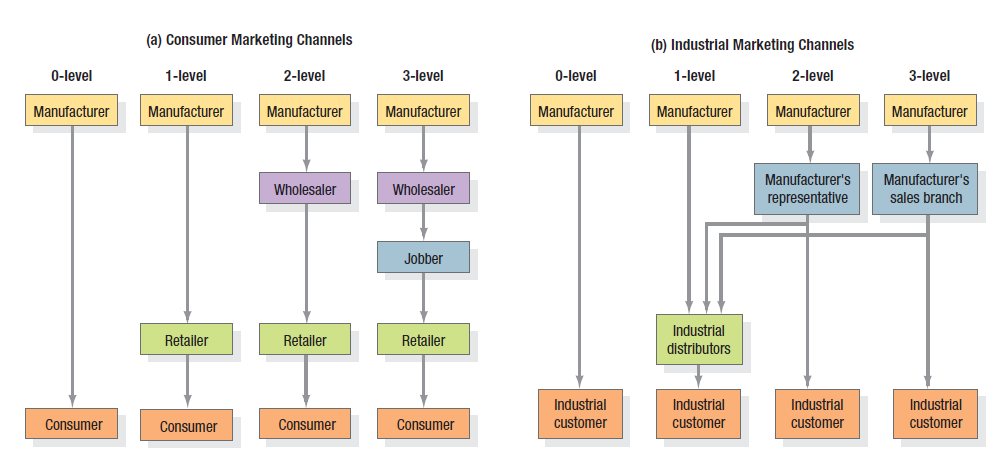 (a) Consumer Marketing Channels
0-level
1-level
2-level
3-level
Manufacturer
Manufacturer
Manufacturer
Manufacturer
Wholesaler
Wholesaler
Jobber
Retailer
Retailer
Retailer
Consumer
Consumer
Consumer
Consumer
(b) Industrial Marketing Channels
0-level
1-level
2-level
3-level
Manufacturer
Manufacturer
Manufacturer
Manufacturer
Manufacturer's
representative
Manufacturer's
sales branch
Industrial
distributors
Industrial
customer
Industrial
customer
Industrial
customer
Industrial
customer